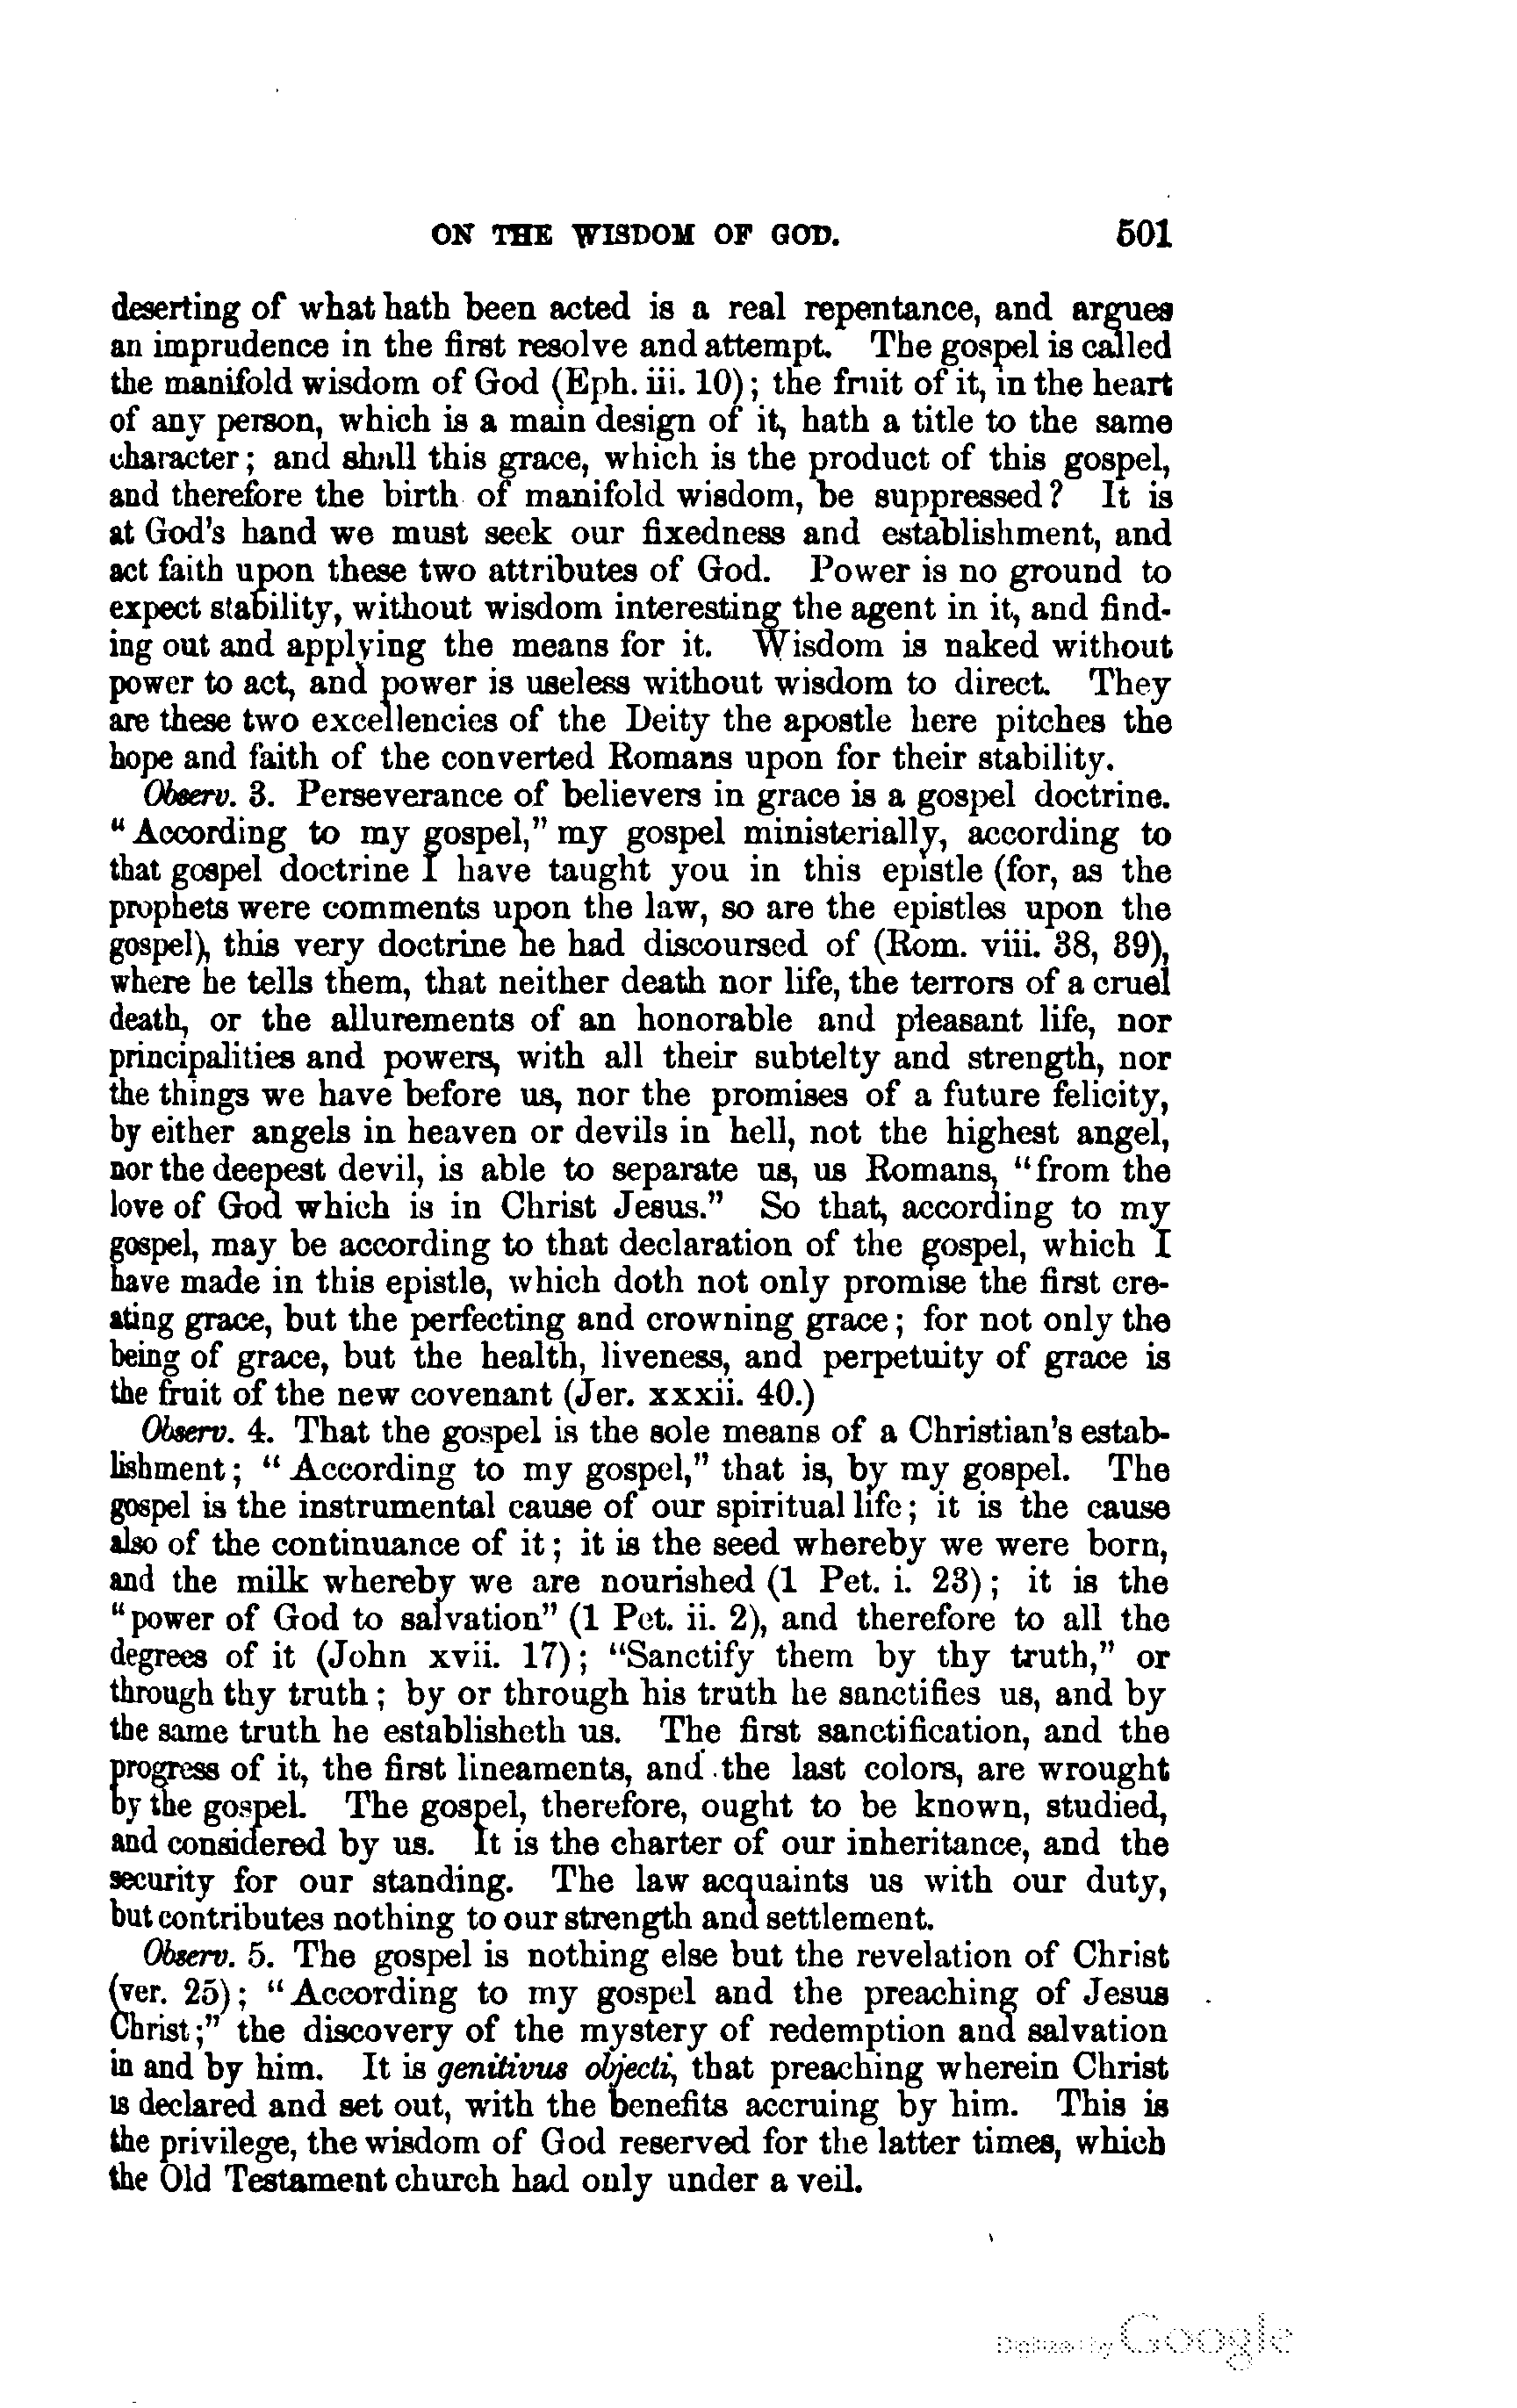 ON THE WISDOM OF GOD. 501
deserting of what hath been acted is a real repentance, and argues
an imprudence in the first resolve and attempt. The gospel is called
the manifold wisdom of God (Eph. iii. 10); the fruit of it, in the heart
of any person, which is a main design of it, hath a title to the same
character; and shall this grace, which is the product of this gospel,
and therefore the birth of manifold wisdom, be suppressed? It is
at God's hand we must seek our fixedness and establishment, and
act faith upon these two attributes of God. Power is no ground to
expect stability, without wisdom interesting the agent in it, and find-
ing out and applying the means for it. Wisdom is naked without
power to act, and power is useless without wisdom to direct. They
are these two excellencies of the Deity the apostle here pitches the
hope and faith of the converted Romans upon for their stability.
Observ. 3. Perseverance of believers in grace is a gospel doctrine.
"According to my gospel," my gospel ministerially, according to
that gospel doctrine I have taught you in this epistle (for, as the
prophets were comments upon the law, so are the epistles upon the
gospel), this very doctrine he had discoursed of (Rom. viii. 38, 39),
where he tells them, that neither death nor life, the terrors of a cruel
death, or the allurements of an honorable and pleasant life, nor
principalities and powers, with all their subtelty and strength, nor
the things we have before us, nor the promises of a future felicity,
by either angels in heaven or devils in hell, not the highest angel,
nor the deepest devil, is able to separate us, us Romans, "from the
love of God which is in Christ Jesus." So that, according to my
gospel, may be according to that declaration of the gospel, which I
have made in this epistle, which doth not only promise the first cre-
ating grace, but the perfecting and crowning grace; for not only the
being of grace, but the health, liveness, and perpetuity of grace is
the fruit of the new covenant (Jer. xxxii. 40.)
Observ. 4. That the gospel is the sole means of a Christian's estab-
lishment; "According to my gospel," that is, by my gospel. The
gospel is the instrumental cause of our spiritual life; it is the cause
also of the continuance of it; it is the seed whereby we were born,
and the milk whereby we are nourished (1 Pet. i. 23); it is the
"power of God to salvation" (1 Pet. ii. 2), and therefore to all the
degrees of it (John xvii. 17); "Sanctify them by thy truth," or
through thy truth; by or through his truth he sanctifies us, and by
the same truth he establisheth us. The first sanctification, and the
progress of it, the first lineaments, and the last colors, are wrought
by the gospel. The gospel, therefore, ought to be known, studied,
and considered by us. It is the charter of our inheritance, and the
security for our standing. The law acquaints us with our duty,
but contributes nothing to our strength and settlement.
Observ. 5. The gospel is nothing else but the revelation of Christ
(ver. 25); "According to my gospel and the preaching of Jesus
Christ;" the discovery of the mystery of redemption and salvation
in and by him. It is genitivus objecti, that preaching wherein Christ
is declared and set out, with the benefits accruing by him. This is
the privilege, the wisdom of God reserved for the latter times, which
the Old Testament church had only under a veil.
Digitized by Google